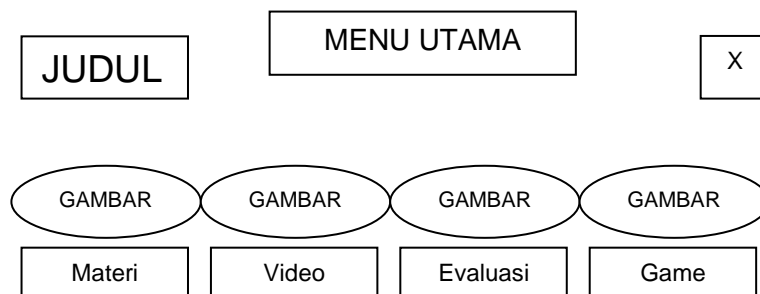 MENU UTAMA
JUDUL
X
GAMBAR GAMBAR GAMBAR GAMBAR
Materi Video Evaluasi Game